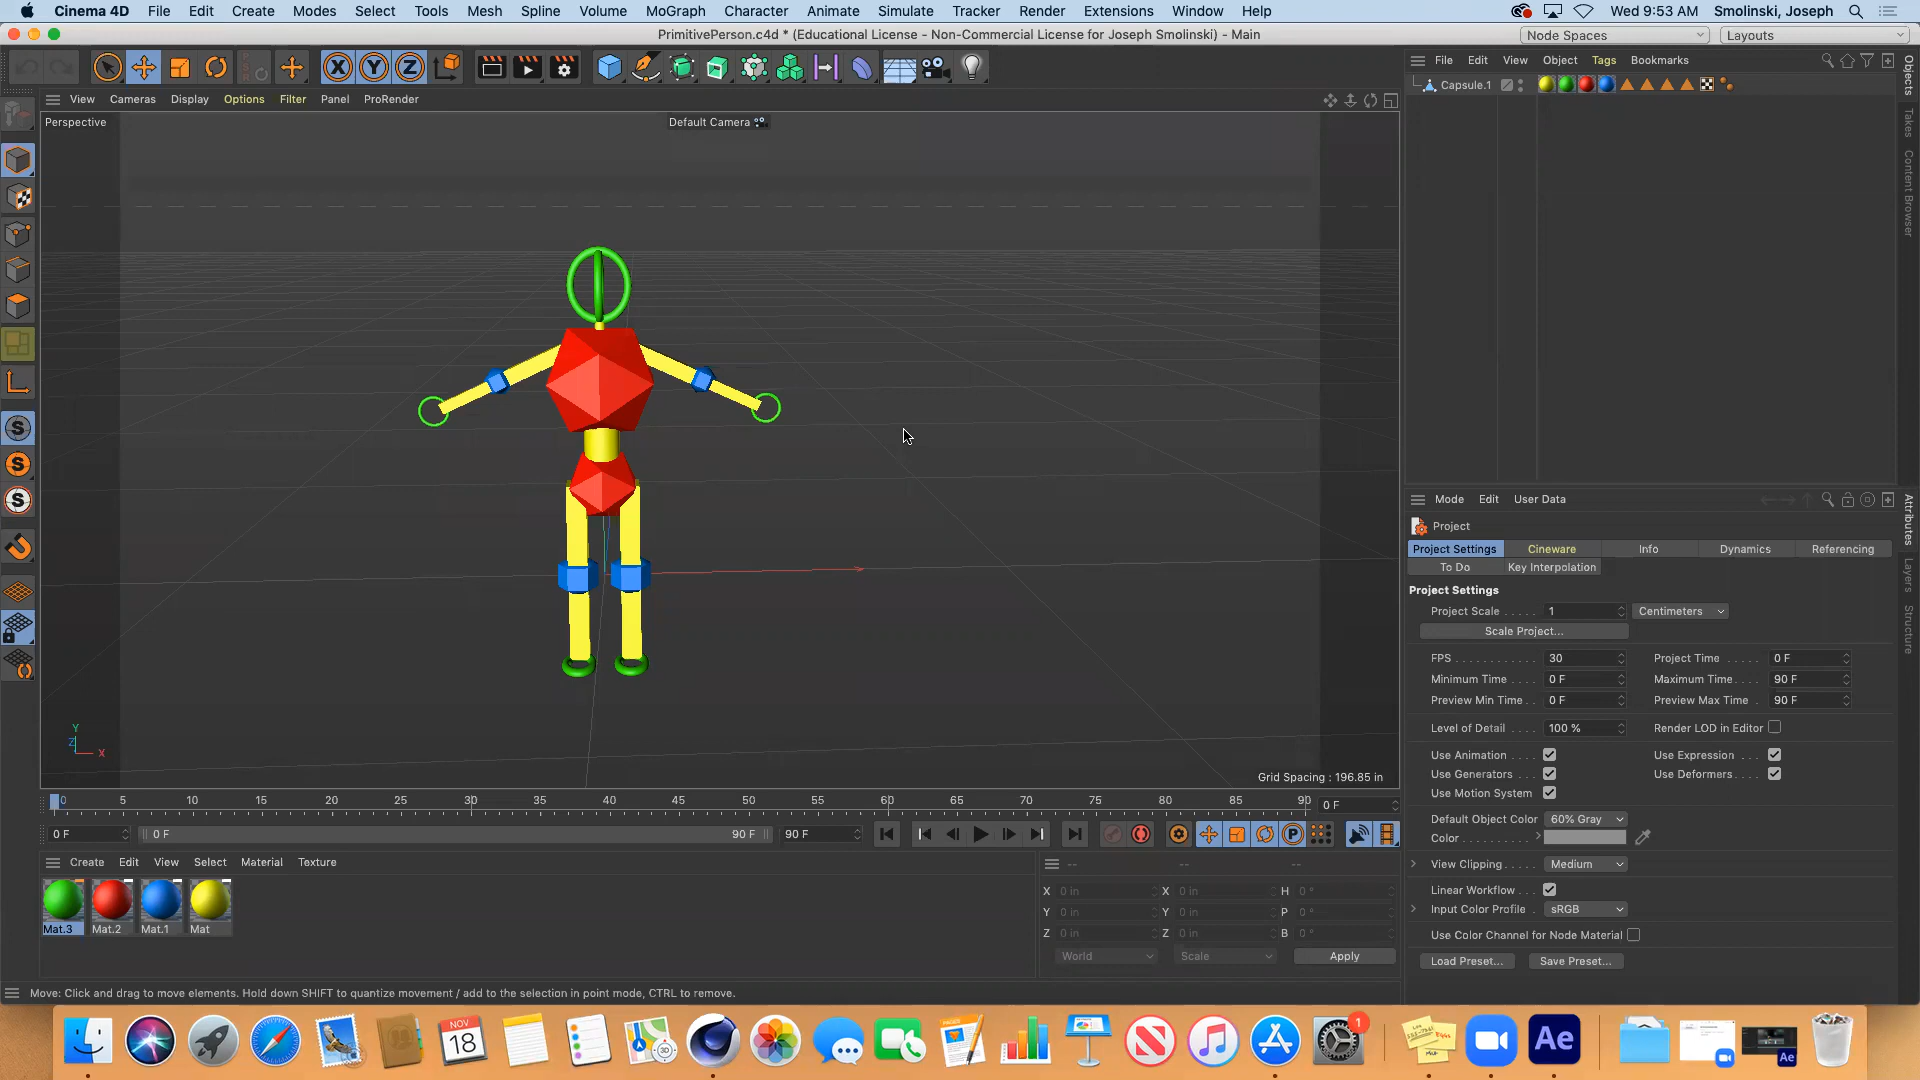 Cinema 4D File Edit Create Modes Select Tools Mesh Spline Volume MoGraph Character Animate Simulate Tracker Render Extensions Window Help Wed 9:53 AM Smolinski, Joseph
PrimitivePerson.c4d * (Educational License - Non-Commercial License for Joseph Smolinski) - Main
Node Spaces Layouts
X Y Z
File Edit View Object Tags Bookmarks
View Cameras Display Options Filter Panel ProRender
Capsule.1
Perspective
Default Camera
Objects
Takes
Content Browser
Mode Edit User Data
Project
Project Settings Cineware Info Dynamics Referencing
To Do Key Interpolation
Project Settings
Project Scale . . . . . 1 Centimeters
Scale Project...
FPS . . . . . . . . . . . 30 Project Time . . . . . 0 F
Minimum Time . . . . 0 F Maximum Time. . . . 90 F
Preview Min Time . . 0 F Preview Max Time . 90 F
Level of Detail . . . . 100 % Render LOD in Editor
Use Animation . . . . Use Expression . . .
Use Generators . . . Use Deformers. . . .
Use Motion System
Default Object Color 60% Gray
Color . . . . . . . . . .
View Clipping. . . . . Medium
Linear Workflow . . .
Input Color Profile . sRGB
Use Color Channel for Node Material
Load Preset... Save Preset...
Attributes
Layers
Structure
Y
Z
X
Grid Spacing : 196.85 in
0 5 10 15 20 25 30 35 40 45 50 55 60 65 70 75 80 85 90 0 F
0 F 0 F 90 F 90 F
Create Edit View Select Material Texture
-- -- --
Mat.3 Mat.2 Mat.1 Mat
X 0 in X 0 in H 0 °
Y 0 in Y 0 in P 0 °
Z 0 in Z 0 in B 0 °
World Scale Apply
Move: Click and drag to move elements. Hold down SHIFT to quantize movement / add to the selection in point mode, CTRL to remove.
NOV
18
1
Ae